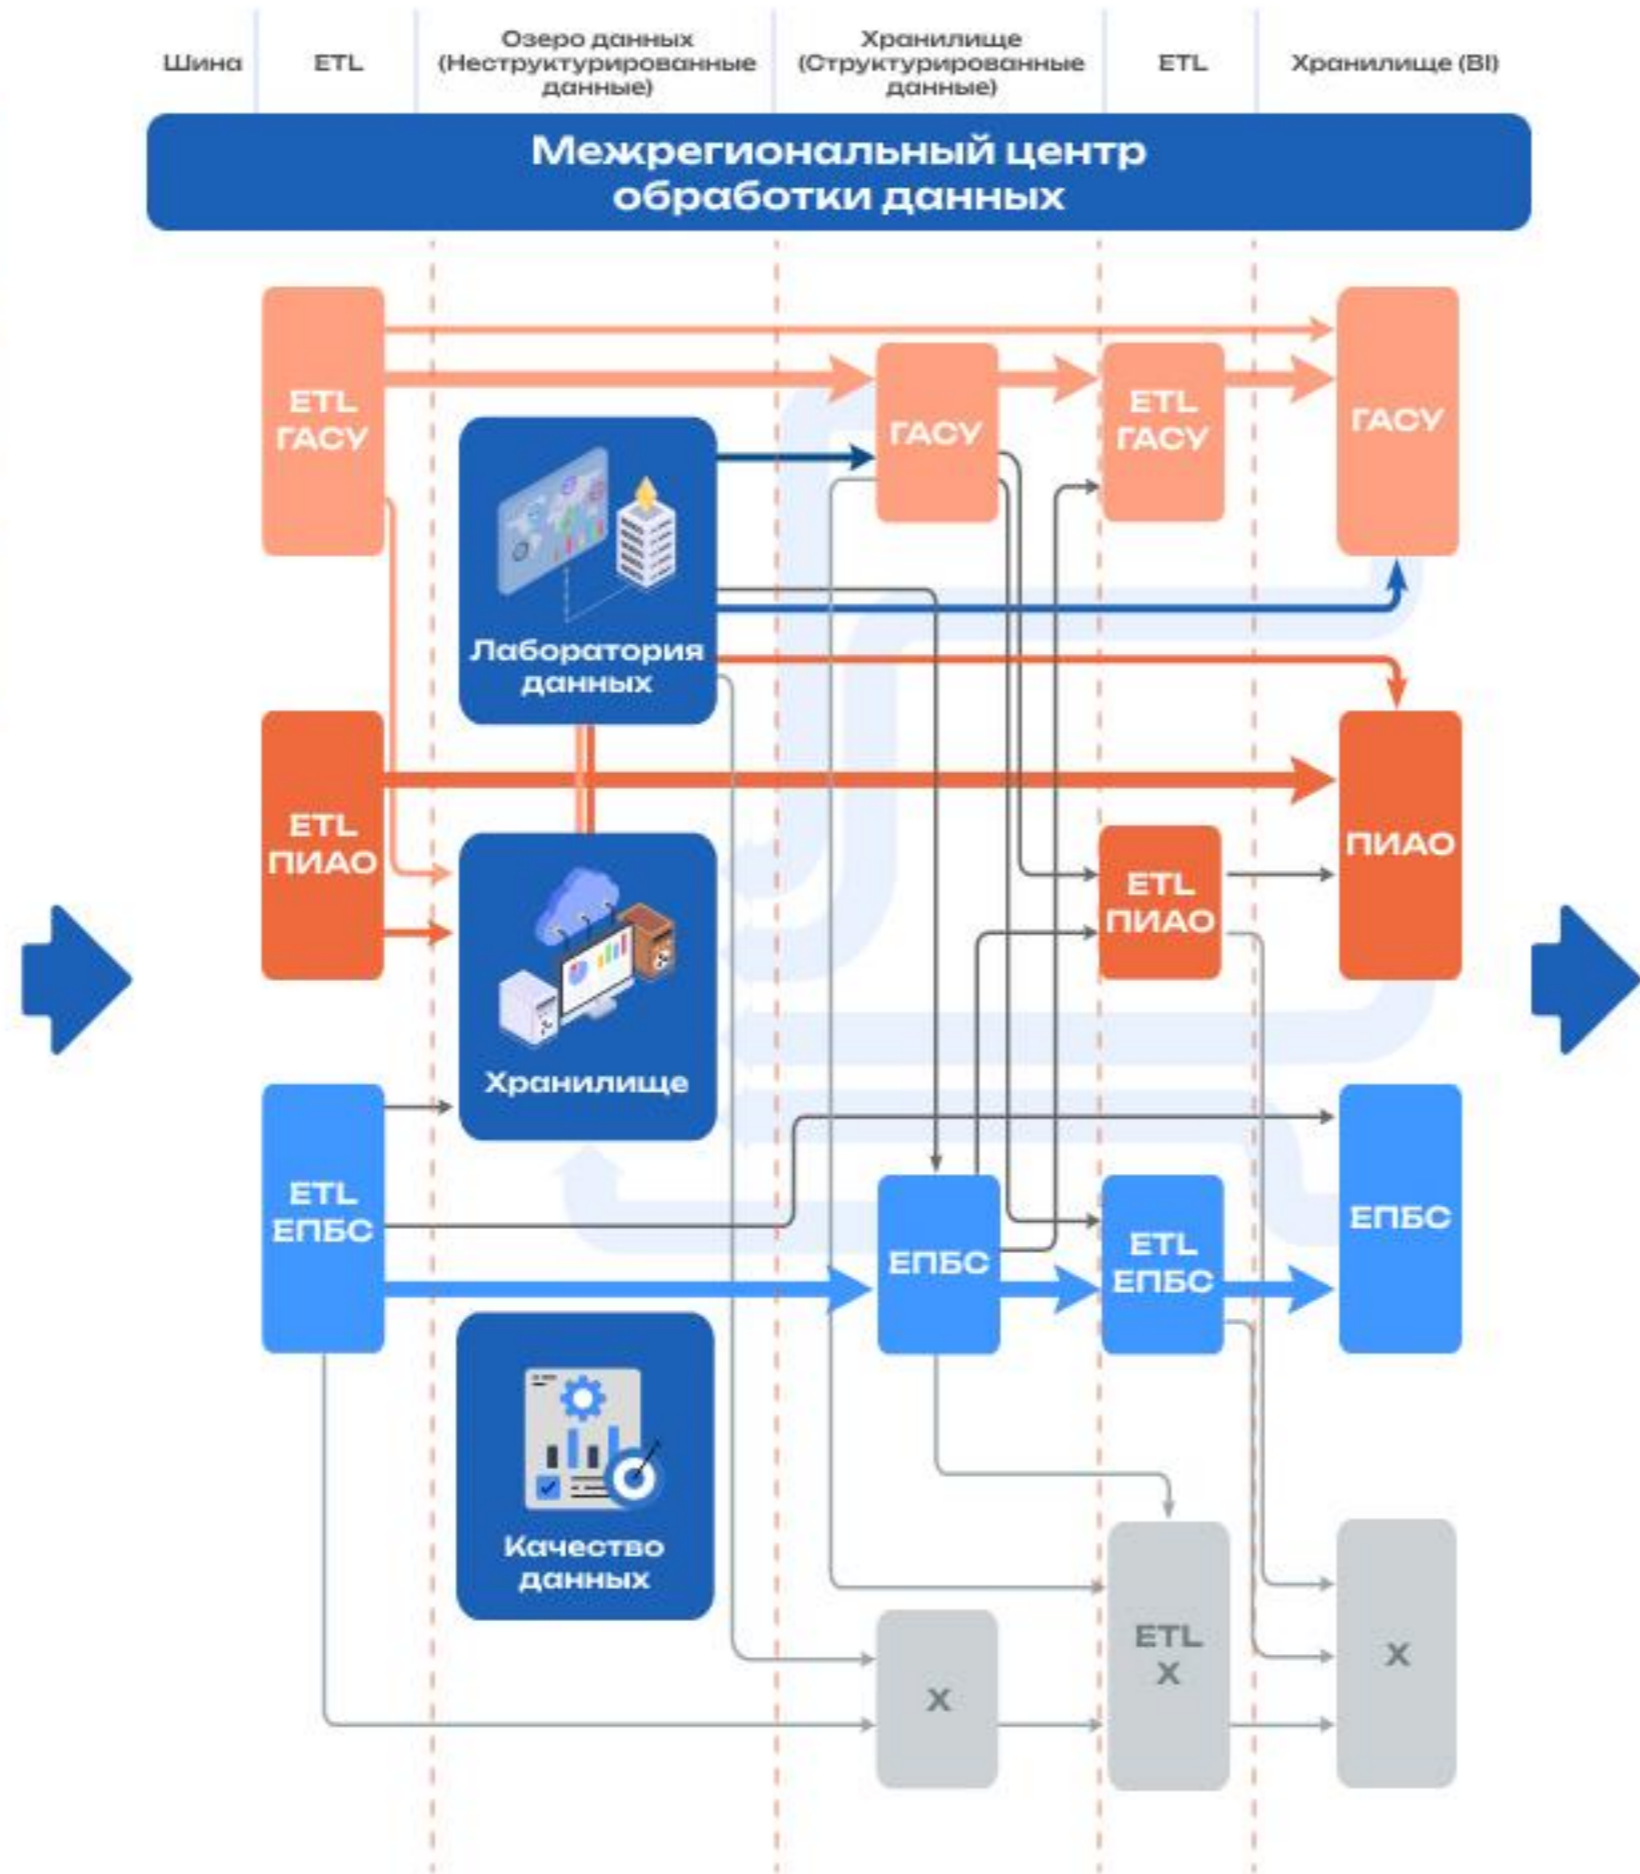 Шина
ETL
Озеро данных
(Неструктурированные
данные)
Хранилище
(Структурированные
данные)
ETL
Хранилище (BI)
Межрегиональный центр
обработки данных
ETL
ГАСУ
ГАСУ
ETL
ГАСУ
ГАСУ
Лаборатория
данных
ETL
ПИАО
ETL
ПИАО
ПИАО
Хранилище
ETL
ЕПБС
ЕПБС
ETL
ЕПБС
ЕПБС
Качество
данных
X
ETL
X
X